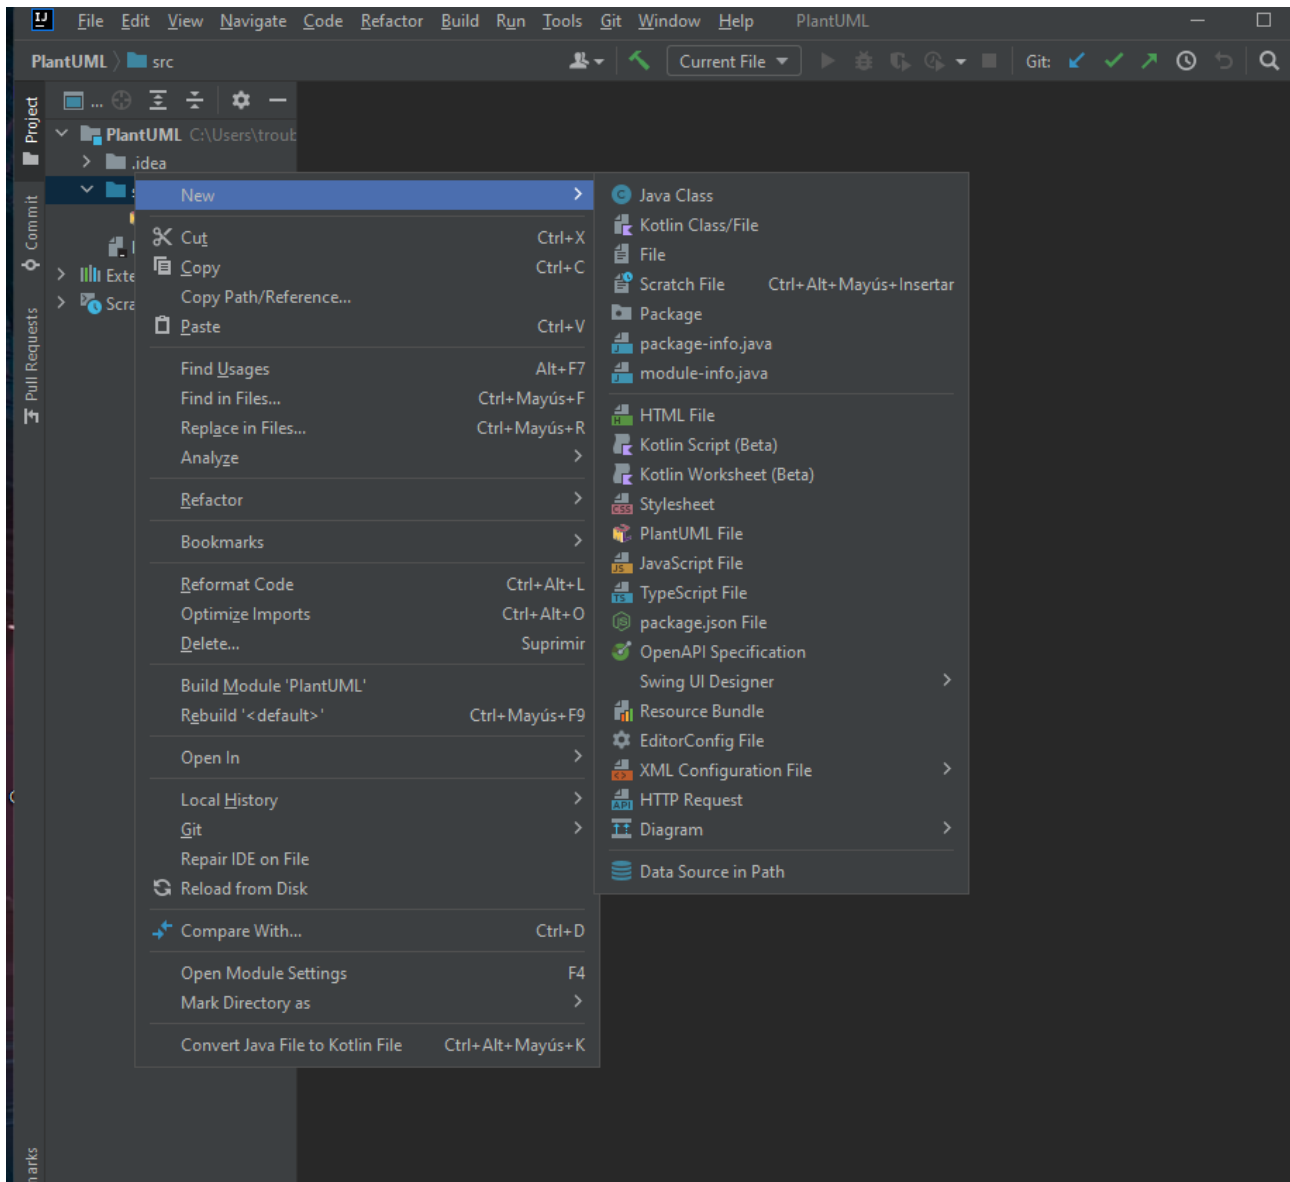 IJ File Edit View Navigate Code Refactor Build Run Tools Git Window Help PlantUML
PlantUML src Current File Git:
Project
...
PlantUML C:\Users\troub
.idea
Commit
Pull Requests
New
Cut Ctrl+X
Copy Ctrl+C
Copy Path/Reference...
Paste Ctrl+V
Find Usages Alt+F7
Find in Files... Ctrl+Mayús+F
Replace in Files... Ctrl+Mayús+R
Analyze
Refactor
Bookmarks
Reformat Code Ctrl+Alt+L
Optimize Imports Ctrl+Alt+O
Delete... Suprimir
Build Module 'PlantUML'
Rebuild '<default>' Ctrl+Mayús+F9
Open In
Local History
Git
Repair IDE on File
Reload from Disk
Compare With... Ctrl+D
Open Module Settings F4
Mark Directory as
Convert Java File to Kotlin File Ctrl+Alt+Mayús+K
Java Class
Kotlin Class/File
File
Scratch File Ctrl+Alt+Mayús+Insertar
Package
package-info.java
module-info.java
HTML File
Kotlin Script (Beta)
Kotlin Worksheet (Beta)
Stylesheet
PlantUML File
JavaScript File
TypeScript File
package.json File
OpenAPI Specification
Swing UI Designer
Resource Bundle
EditorConfig File
XML Configuration File
HTTP Request
Diagram
Data Source in Path